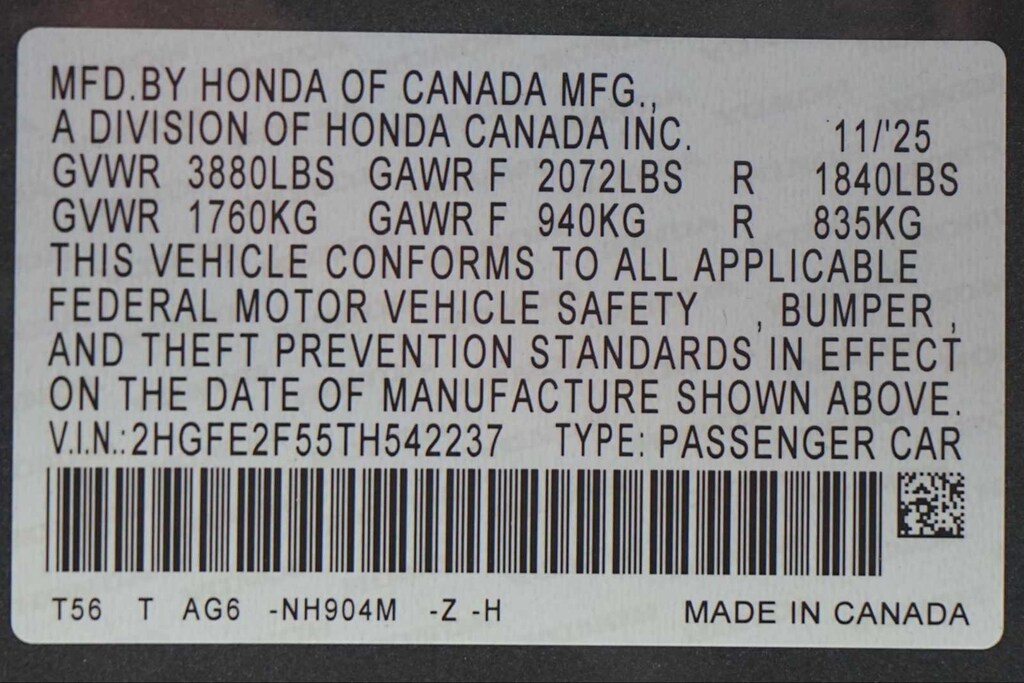 MFD.BY HONDA OF CANADA MFG.,
A DIVISION OF HONDA CANADA INC. 11/'25
GVWR 3880LBS GAWR F 2072LBS R 1840LBS
GVWR 1760KG GAWR F 940KG R 835KG
THIS VEHICLE CONFORMS TO ALL APPLICABLE
FEDERAL MOTOR VEHICLE SAFETY , BUMPER ,
AND THEFT PREVENTION STANDARDS IN EFFECT
ON THE DATE OF MANUFACTURE SHOWN ABOVE.
V.I.N.:2HGFE2F55TH542237 TYPE: PASSENGER CAR
T56 T AG6 -NH904M -Z -H MADE IN CANADA